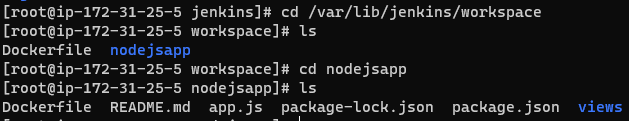 [root@ip-172-31-25-5 jenkins]# cd /var/lib/jenkins/workspace
[root@ip-172-31-25-5 workspace]# ls
Dockerfile  nodejsapp
[root@ip-172-31-25-5 workspace]# cd nodejsapp
[root@ip-172-31-25-5 nodejsapp]# ls
Dockerfile  README.md  app.js  package-lock.json  package.json  views